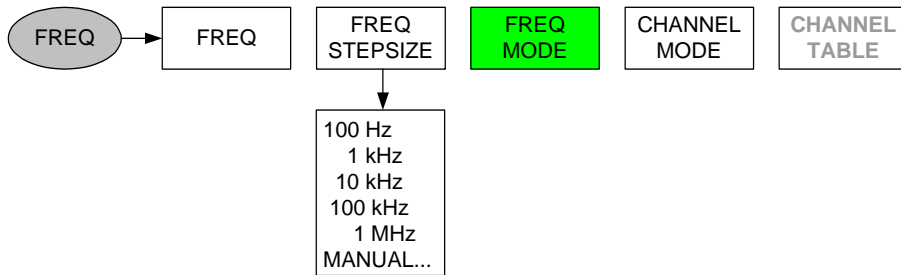 FREQ
FREQ
FREQ
STEPSIZE
FREQ
MODE
CHANNEL
MODE
CHANNEL
TABLE
100 Hz
1 kHz
10 kHz
100 kHz
1 MHz
MANUAL...